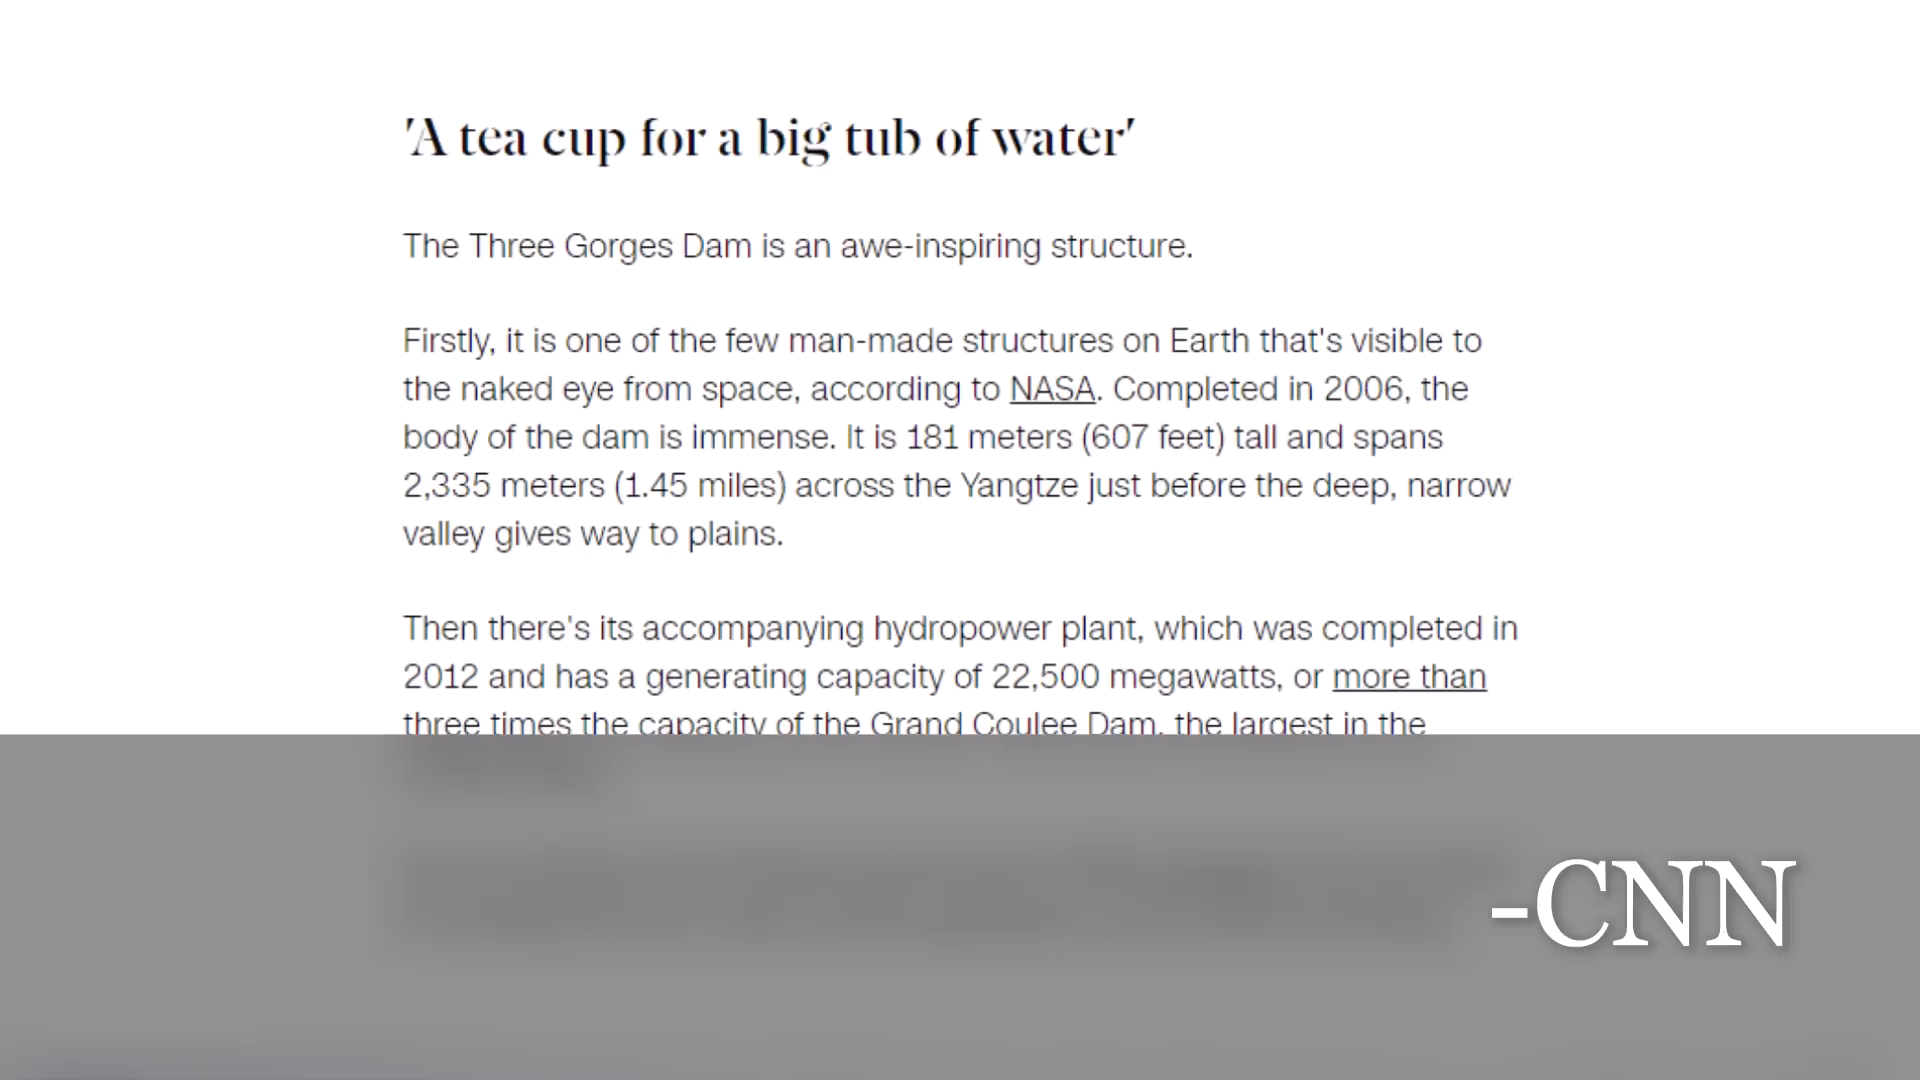 'A tea cup for a big tub of water'
The Three Gorges Dam is an awe-inspiring structure.
Firstly, it is one of the few man-made structures on Earth that's visible to
the naked eye from space, according to NASA. Completed in 2006, the
body of the dam is immense. It is 181 meters (607 feet) tall and spans
2,335 meters (1.45 miles) across the Yangtze just before the deep, narrow
valley gives way to plains.
Then there's its accompanying hydropower plant, which was completed in
2012 and has a generating capacity of 22,500 megawatts, or more than
three times the capacity of the Grand Coulee Dam, the largest in the
-CNN